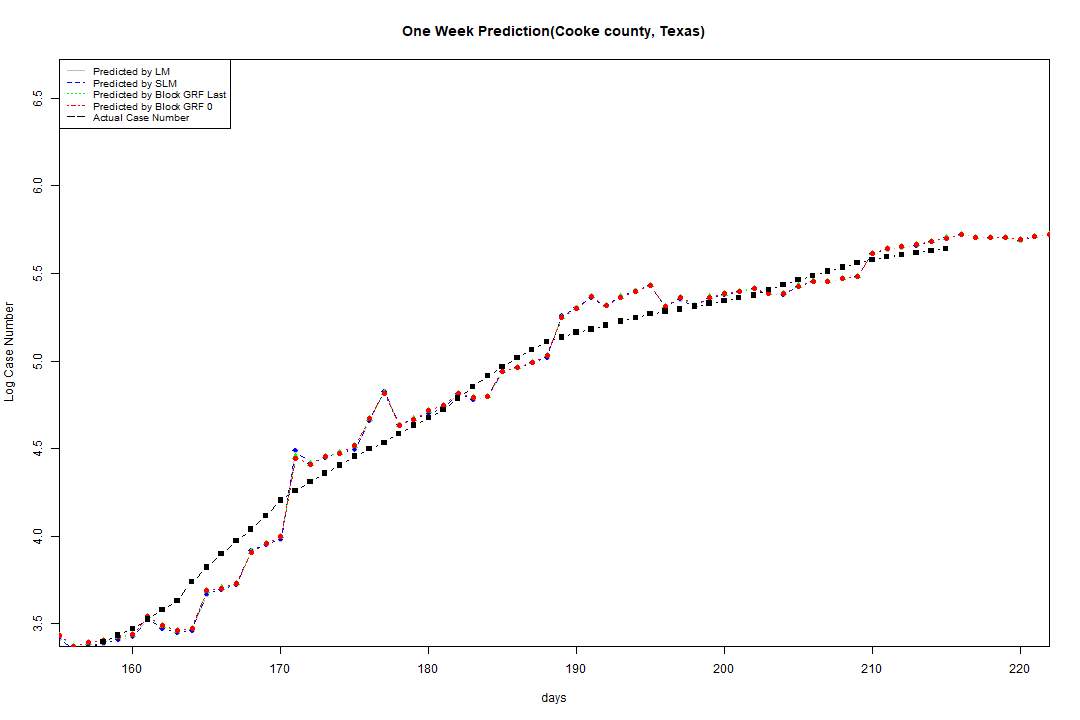 One Week Prediction(Cooke county, Texas)
Predicted by LM
Predicted by SLM
Predicted by Block GRF Last
Predicted by Block GRF 0
Actual Case Number
6.5
6.0
5.5
5.0
4.5
4.0
3.5
Log Case Number
160 170 180 190 200 210 220
days